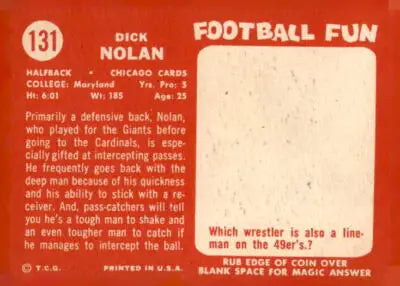 131
DICK
NOLAN
HALFBACK • CHICAGO CARDS
COLLEGE: Maryland Yrs. Pro: 5
Ht: 6:01 Wt: 185 Age: 25
Primarily a defensive back, Nolan,
who played for the Giants before
going to the Cardinals, is es-
pecially gifted at intercepting passes.
He frequently goes back with the
deep man because of his quickness
and his ability to stick with a re-
ceiver. And, pass-catchers will tell
you he's a tough man to shake and
an even tougher man to catch if
he manages to intercept the ball.
© T.C.G. PRINTED IN U.S.A.
FOOTBALL FUN
Which wrestler is also a line-
man on the 49er's.?
RUB EDGE OF COIN OVER
BLANK SPACE FOR MAGIC ANSWER